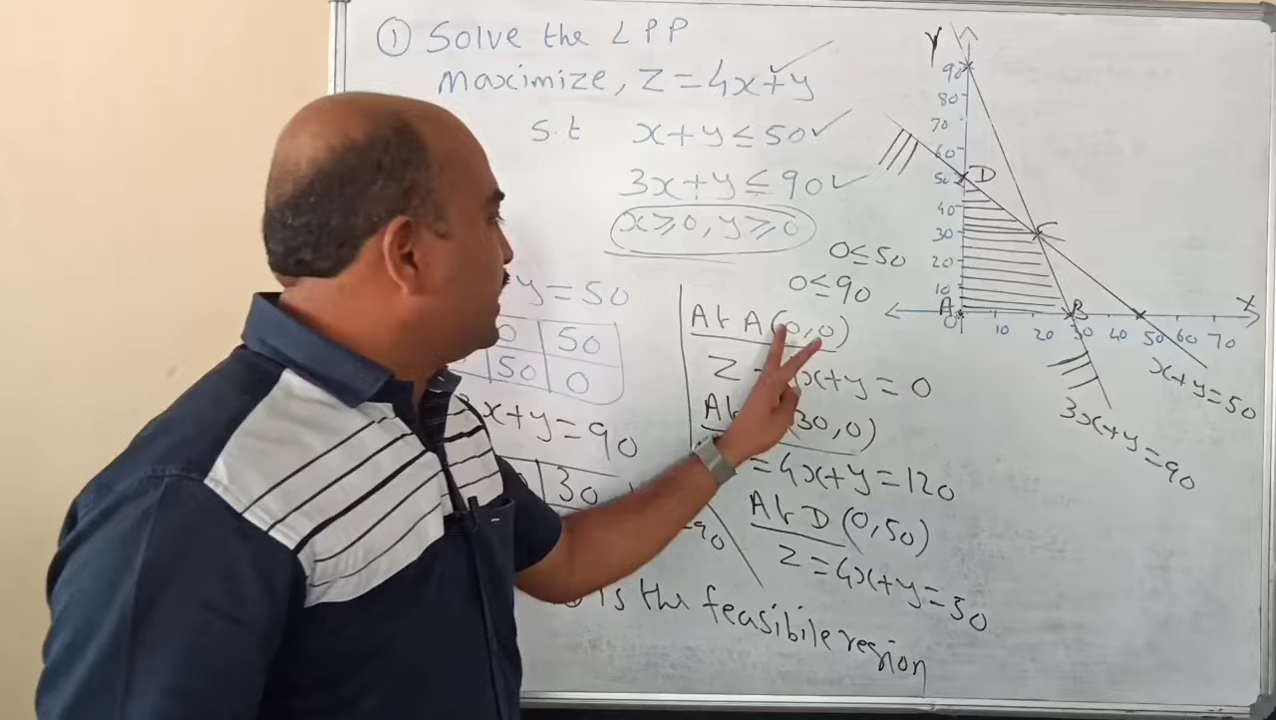 ① Solve the LPP
Maximize, Z = 4x+y
s.t x+y ≤ 50
3x+y ≤ 90
x ≥ 0, y ≥ 0
0 ≤ 50
0 ≤ 90
y = 50
0 50
50 0
3x+y = 90
30
90
At A (0,0)
Z = 4x+y = 0
At (30,0)
= 4x+y = 120
At D (0,50)
Z = 4x+y = 50
is the feasibile region
Y
90
80
70
60
50 D
40
30 C
20
10
A B X
0 10 20 30 40 50 60 70
x+y = 50
3x+y = 90